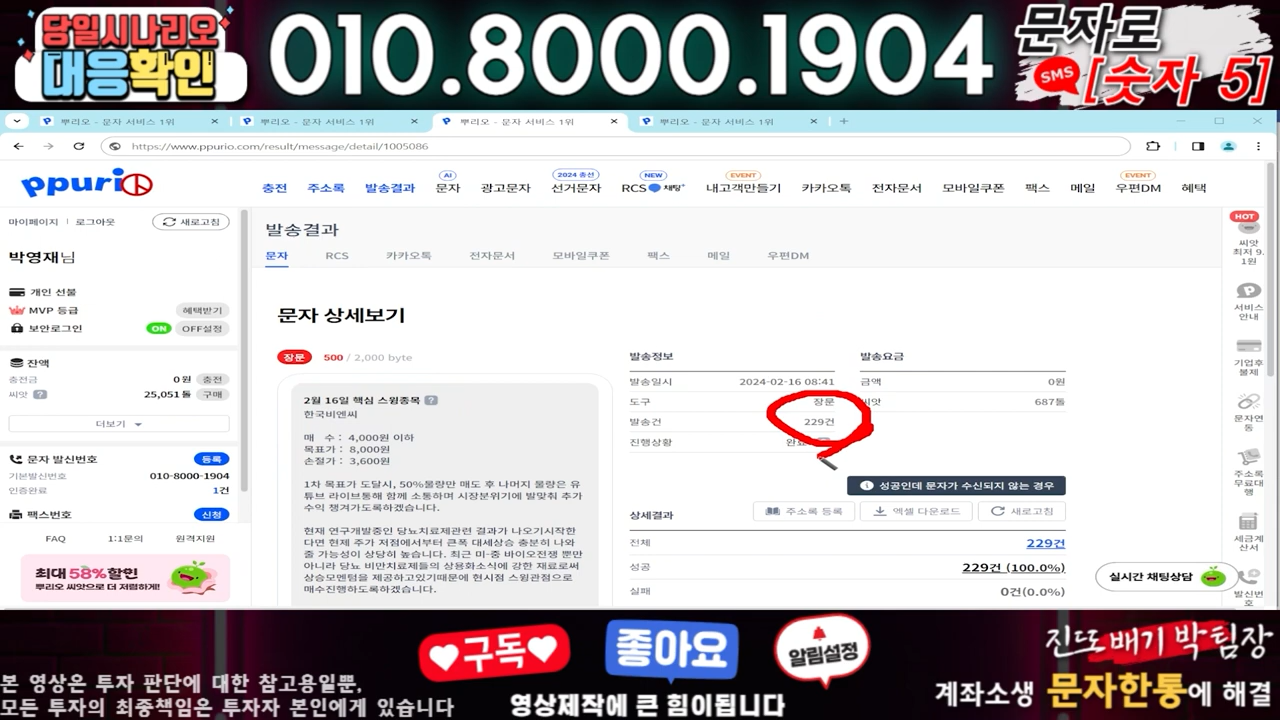 당일시나리오
대응확인
010.8000.1904
문자로
SMS [숫자 5]
뿌리오 - 문자 서비스 1위
뿌리오 - 문자 서비스 1위
뿌리오 - 문자 서비스 1위
뿌리오 - 문자 서비스 1위
https://www.ppurio.com/result/message/detail/1005086
ppurio
AI 2024 총선 NEW EVENT EVENT
충전 주소록 발송결과 문자 광고문자 선거문자 RCS 채팅+ 내고객만들기 카카오톡 전자문서 모바일쿠폰 팩스 메일 우편DM 혜택
마이페이지 | 로그아웃 새로고침
박영재님
개인 선불
MVP 등급 혜택받기
보안로그인 ON OFF설정
잔액
충전금 0원 충전
씨앗 ? 25,051톨 구매
더보기
문자 발신번호 등록
기본발신번호 010-8000-1904
인증완료 1건
팩스번호 신청
FAQ 1:1문의 원격지원
최대 58%할인
뿌리오 씨앗으로 더 저렴하게!
발송결과
문자 RCS 카카오톡 전자문서 모바일쿠폰 팩스 메일 우편DM
문자 상세보기
장문 500 / 2,000 byte
2월 16일 핵심 스윙종목 ?
한국비엔씨
매 수 : 4,000원 이하
목표가 : 8,000원
손절가 : 3,600원
1차 목표가 도달시, 50%물량만 매도 후 나머지 물량은 유
튜브 라이브통해 함께 소통하며 시장분위기에 발맞춰 추가
수익 챙겨가도록하겠습니다.
현재 연구개발중인 당뇨치료제관련 결과가 나오기시작한
다면 현재 주가 저점에서부터 큰폭 대세상승 충분히 나와
줄 가능성이 상당히 높습니다. 최근 미-중 바이오전쟁 뿐만
아니라 당뇨 비만치료제들의 상용화소식에 강한 재료로써
상승모멘텀을 제공하고있기때문에 현시점 스윙관점으로
매수진행하도록하겠습니다.
발송정보
발송일시 2024-02-16 08:41
도구 장문
발송건 229건
진행상황 완료
발송요금
금액 0원
씨앗 687톨
성공인데 문자가 수신되지 않는 경우
상세결과 주소록 등록 엑셀 다운로드 새로고침
전체 229건
성공 229건 (100.0%)
실패 0건(0.0%)
HOT
씨앗
최저 9.
1원
서비스
안내
기업후
불제
문자연
동
주소록
무료대
행
세금계
산서
발신번
호
실시간 채팅상담
구독
좋아요
알림설정
영상제작에 큰 힘이됩니다
본 영상은 투자 판단에 대한 참고용일뿐,
모든 투자의 최종책임은 투자자 본인에게 있습니다
진또배기 박팀장
계좌소생 문자한통에 해결